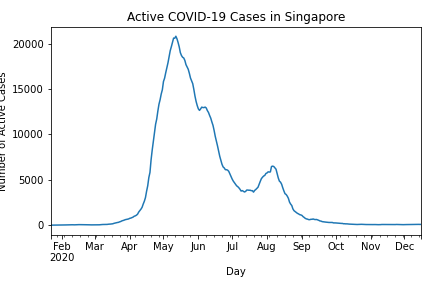 Active COVID-19 Cases in Singapore
20000
15000
10000
5000
0
Number of Active Cases
Feb Mar Apr May Jun Jul Aug Sep Oct Nov Dec
2020
Day